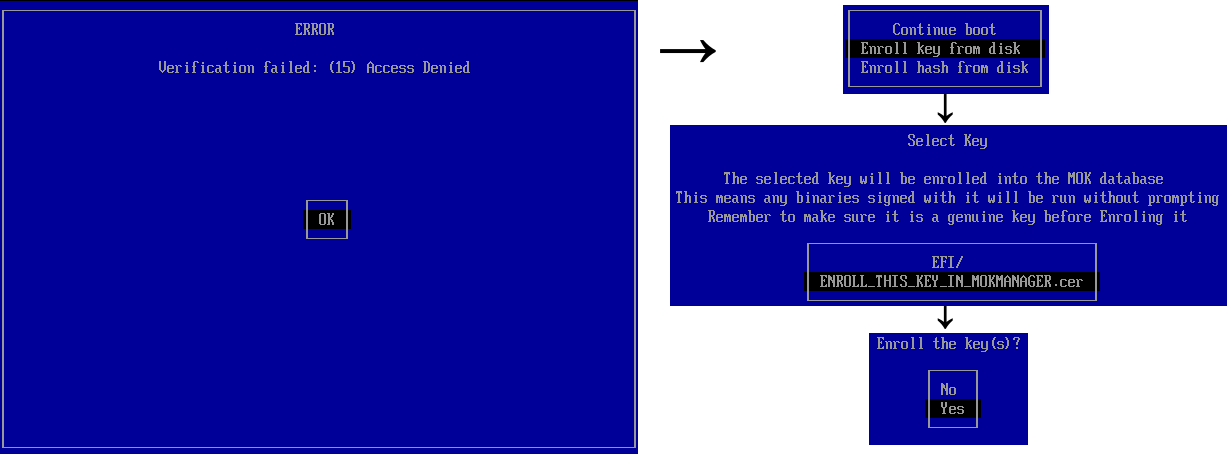 ERROR
Verification failed: (15) Access Denied
OK
Continue boot
Enroll key from disk
Enroll hash from disk
Select Key
The selected key will be enrolled into the MOK database
This means any binaries signed with it will be run without prompting
Remember to make sure it is a genuine key before Enroling it
EFI/
ENROLL_THIS_KEY_IN_MOKMANAGER.cer
Enroll the key(s)?
No
Yes